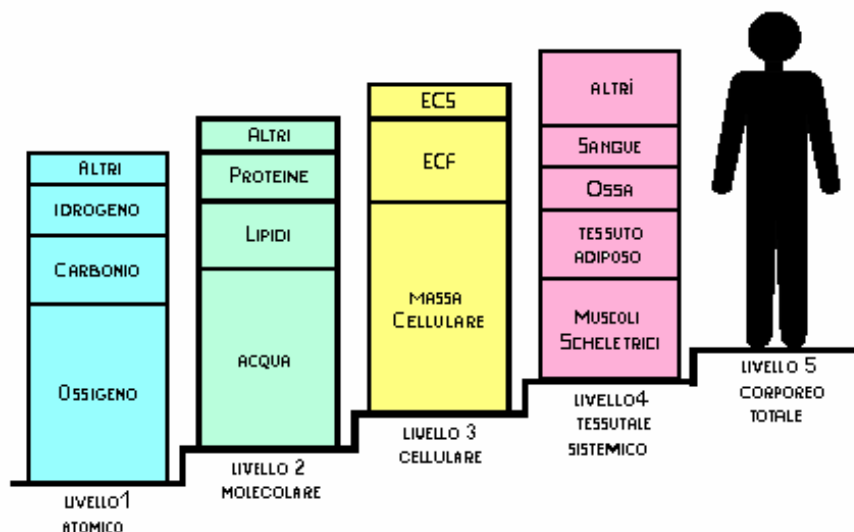 ALTRI
IDROGENO
CARBONIO
OSSIGENO
LIVELLO1
ATOMICO
ALTRI
PROTEINE
LIPIDI
ACQUA
LIVELLO 2
MOLECOLARE
ECS
ECF
MASSA
CELLULARE
LIVELLO 3
CELLULARE
ALTRÌ
SANGUE
OSSA
TESSUTO
ADIPOSO
MUSCOLI
SCHELETRICI
LIVELLO4
TESSUTALE
SISTEMICO
LIVELLO 5
CORPOREO
TOTALE